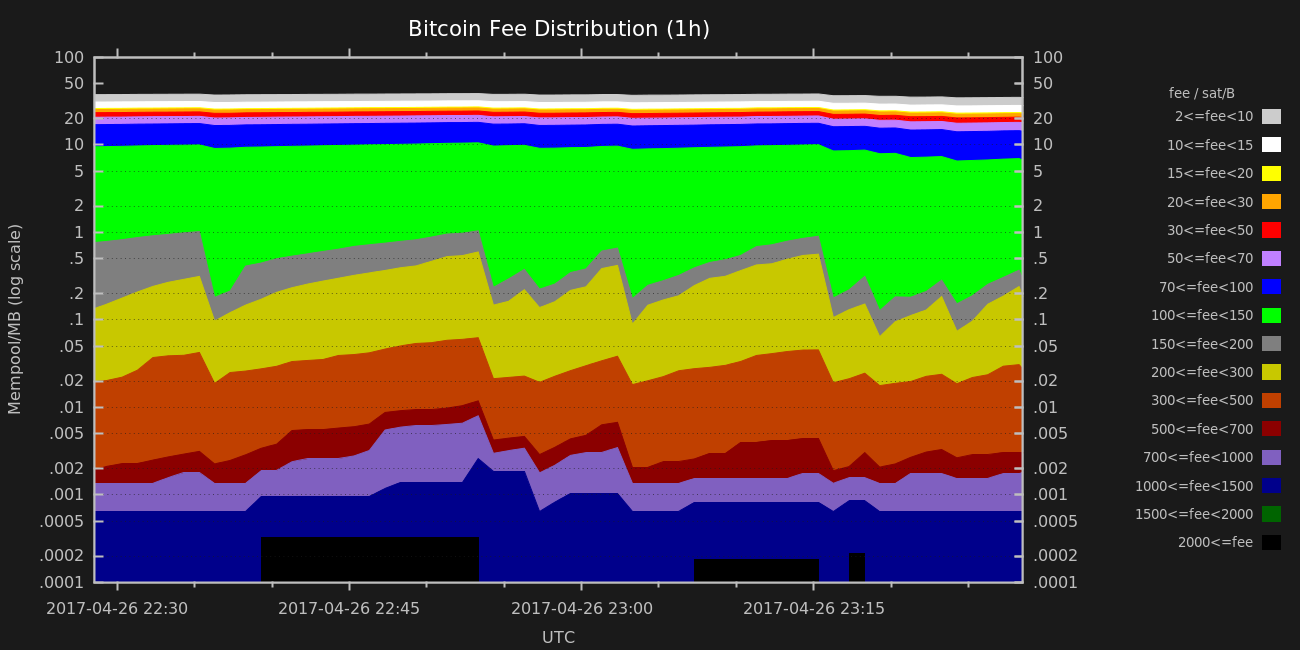 Bitcoin Fee Distribution (1h)
100
50
20
10
5
2
1
.5
.2
.1
.05
.02
.01
.005
.002
.001
.0005
.0002
.0001
Mempool/MB (log scale)
100
50
20
10
5
2
1
.5
.2
.1
.05
.02
.01
.005
.002
.001
.0005
.0002
.0001
2017-04-26 22:30
2017-04-26 22:45
2017-04-26 23:00
2017-04-26 23:15
UTC
fee / sat/B
2<=fee<10
10<=fee<15
15<=fee<20
20<=fee<30
30<=fee<50
50<=fee<70
70<=fee<100
100<=fee<150
150<=fee<200
200<=fee<300
300<=fee<500
500<=fee<700
700<=fee<1000
1000<=fee<1500
1500<=fee<2000
2000<=fee